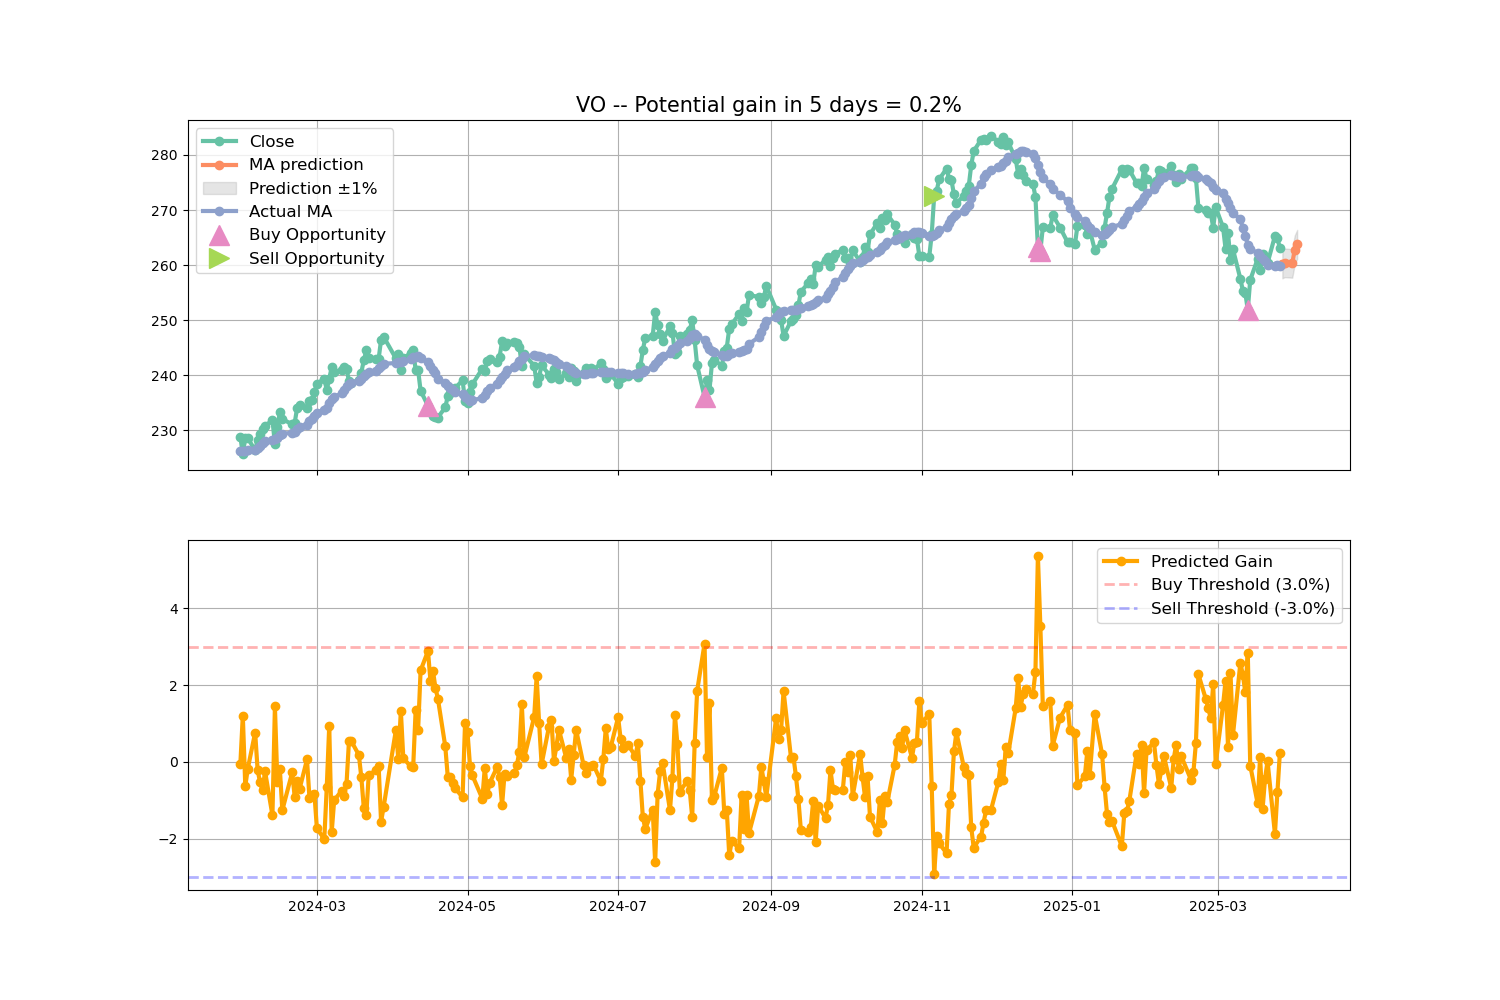 VO -- Potential gain in 5 days = 0.2%
Close
MA prediction
Prediction ±1%
Actual MA
Buy Opportunity
Sell Opportunity
280
270
260
250
240
230
Predicted Gain
Buy Threshold (3.0%)
Sell Threshold (-3.0%)
4
2
0
−2
2024-03 2024-05 2024-07 2024-09 2024-11 2025-01 2025-03